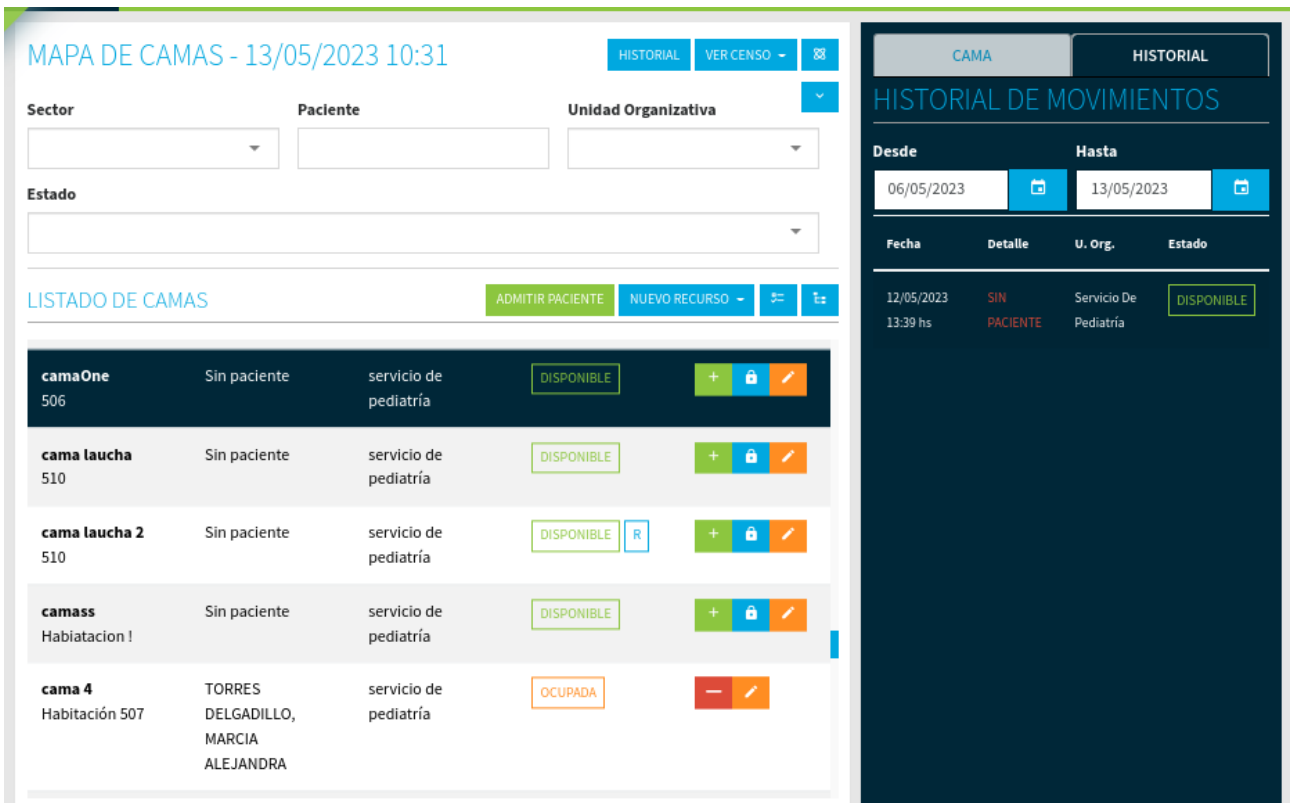 MAPA DE CAMAS - 13/05/2023 10:31
HISTORIAL
VER CENSO
Sector
Paciente
Unidad Organizativa
Estado
LISTADO DE CAMAS
ADMITIR PACIENTE
NUEVO RECURSO
camaOne
506
Sin paciente
servicio de
pediatría
DISPONIBLE
cama laucha
510
Sin paciente
servicio de
pediatría
DISPONIBLE
cama laucha 2
510
Sin paciente
servicio de
pediatría
DISPONIBLE
R
camass
Habiatacion !
Sin paciente
servicio de
pediatría
DISPONIBLE
cama 4
Habitación 507
TORRES
DELGADILLO,
MARCIA
ALEJANDRA
servicio de
pediatría
OCUPADA
CAMA
HISTORIAL
HISTORIAL DE MOVIMIENTOS
Desde
Hasta
06/05/2023
13/05/2023
Fecha
Detalle
U. Org.
Estado
12/05/2023
13:39 hs
SIN
PACIENTE
Servicio De
Pediatría
DISPONIBLE